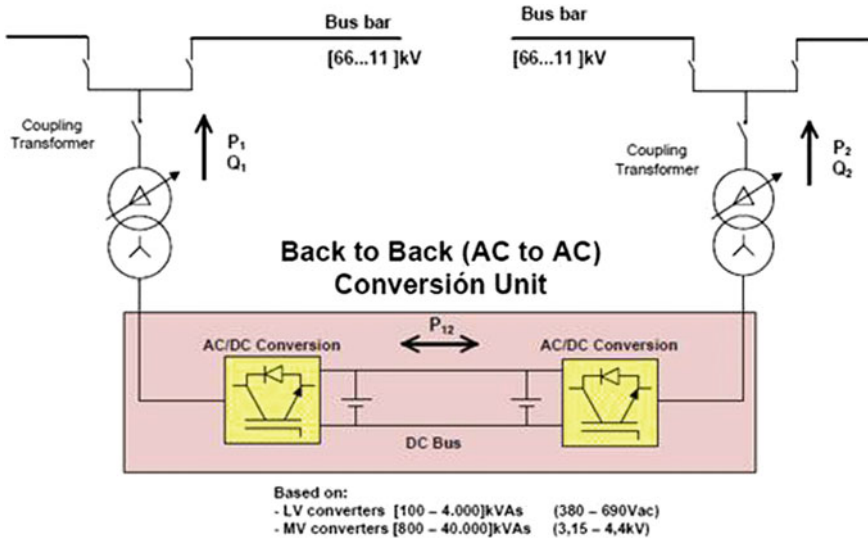 Bus bar
[66...11 ]kV
Bus bar
[66...11 ]kV
Coupling
Transformer
P1
Q1
Coupling
Transformer
P2
Q2
Back to Back (AC to AC)
Conversión Unit
P12
AC/DC Conversion
AC/DC Conversion
DC Bus
Based on:
- LV converters [100 – 4.000]kVAs (380 – 690Vac)
- MV converters [800 – 40.000]kVAs (3,15 – 4,4kV)